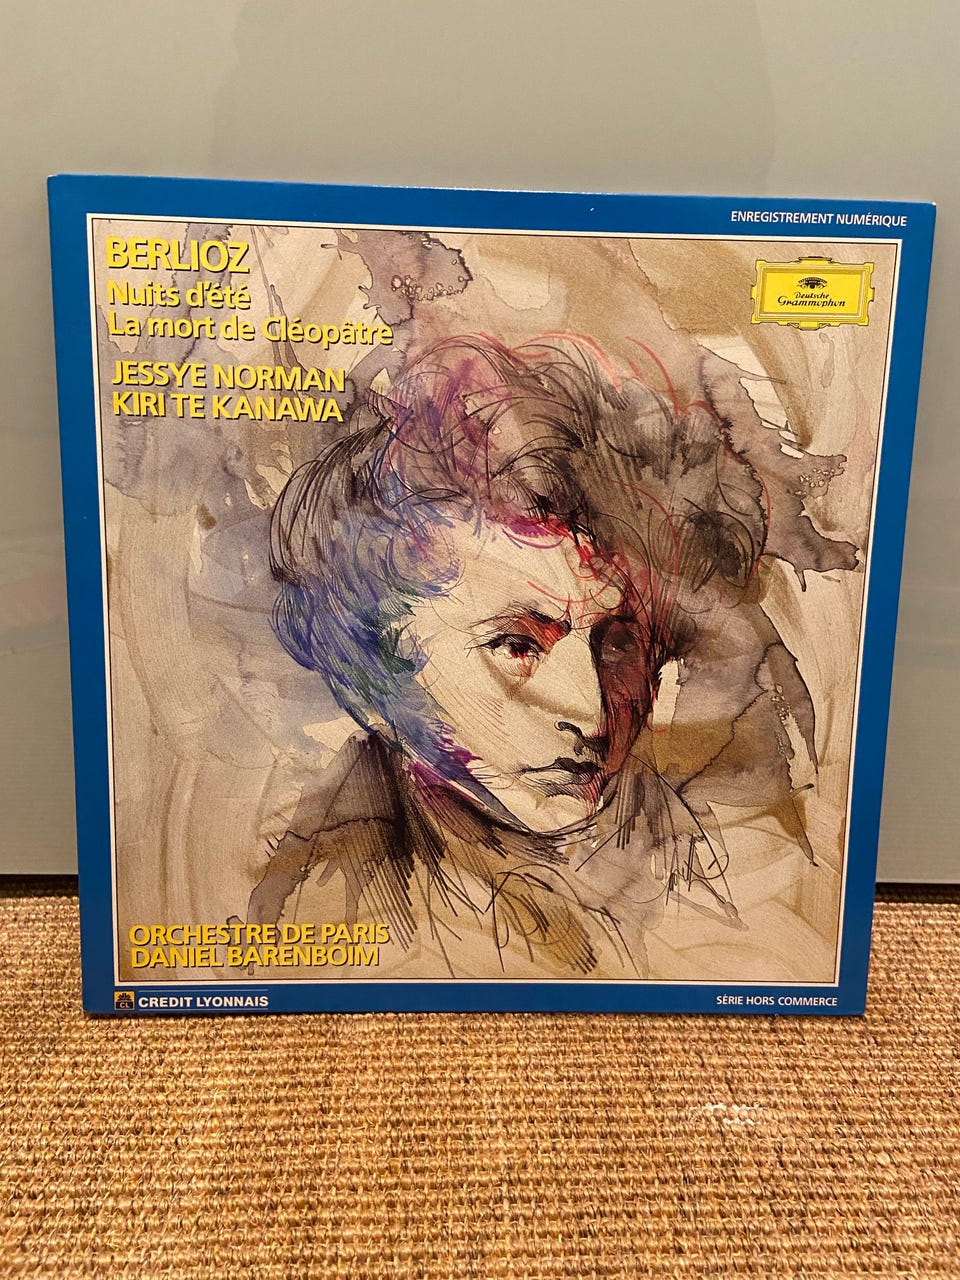 ENREGISTREMENT NUMÉRIQUE
BERLIOZ
Nuits d'été
La mort de Cléopâtre
JESSYE NORMAN
KIRI TE KANAWA
Deutsche
Grammophon
ORCHESTRE DE PARIS
DANIEL BARENBOIM
CL CREDIT LYONNAIS
SÉRIE HORS COMMERCE